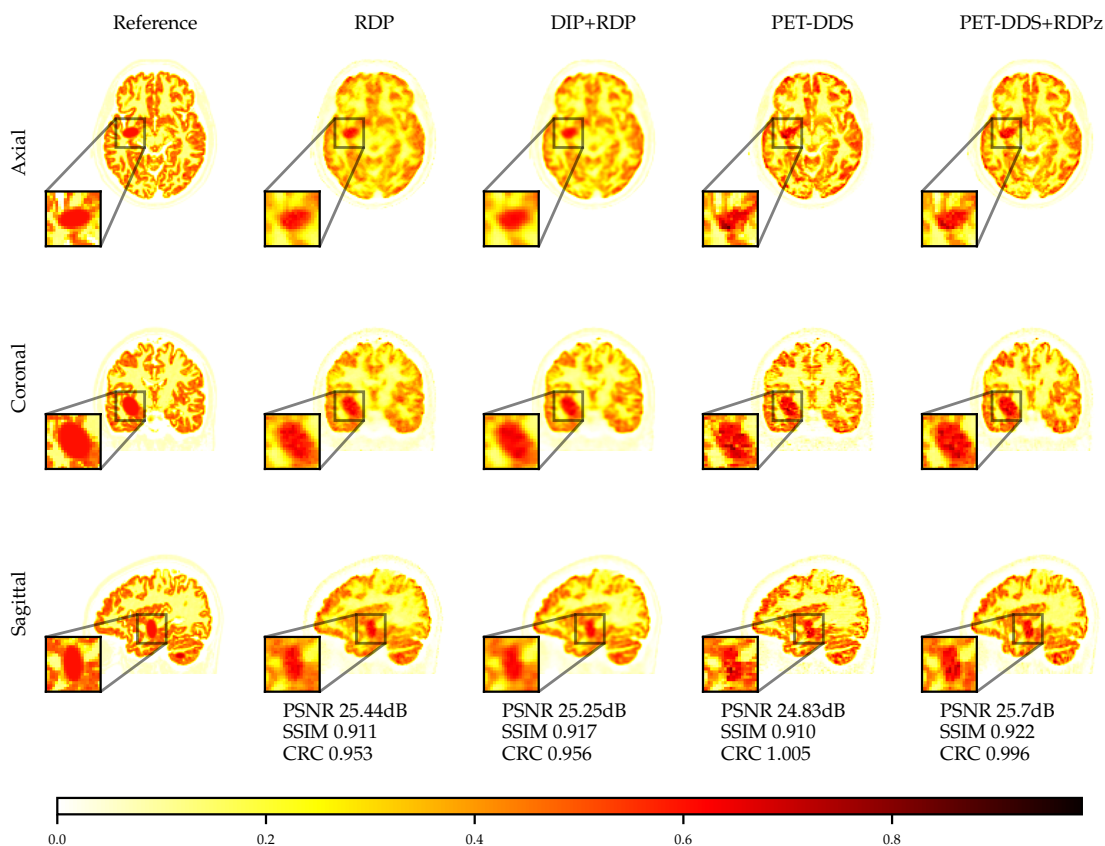 Reference RDP DIP+RDP PET-DDS PET-DDS+RDPz
Axial
Coronal
Sagittal
PSNR 25.44dB
SSIM 0.911
CRC 0.953
PSNR 25.25dB
SSIM 0.917
CRC 0.956
PSNR 24.83dB
SSIM 0.910
CRC 1.005
PSNR 25.7dB
SSIM 0.922
CRC 0.996
0.0 0.2 0.4 0.6 0.8